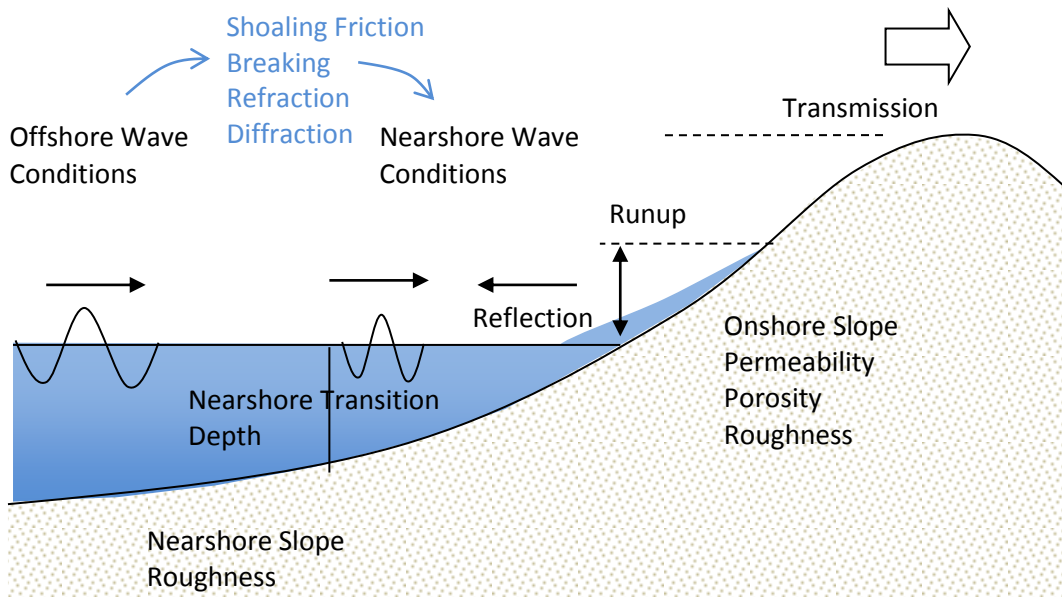 Shoaling Friction
Breaking
Refraction
Diffraction
Offshore Wave
Conditions
Nearshore Wave
Conditions
Transmission
Runup
Reflection
Onshore Slope
Permeability
Porosity
Roughness
Nearshore Transition
Depth
Nearshore Slope
Roughness